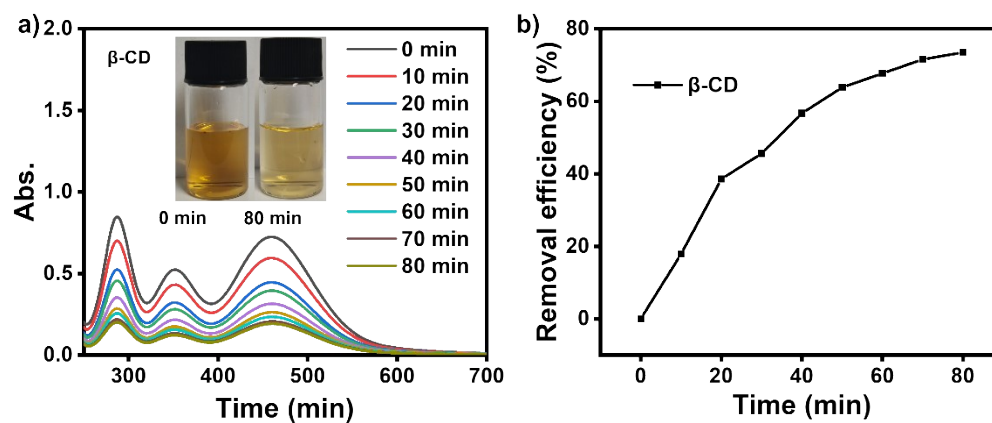 a)
2.0
1.5
1.0
0.5
0.0
Abs.
β-CD
0 min
80 min
0 min
10 min
20 min
30 min
40 min
50 min
60 min
70 min
80 min
300
400
500
600
700
Time (min)
b)
80
60
40
20
0
Removal efficiency (%)
β-CD
0
20
40
60
80
Time (min)